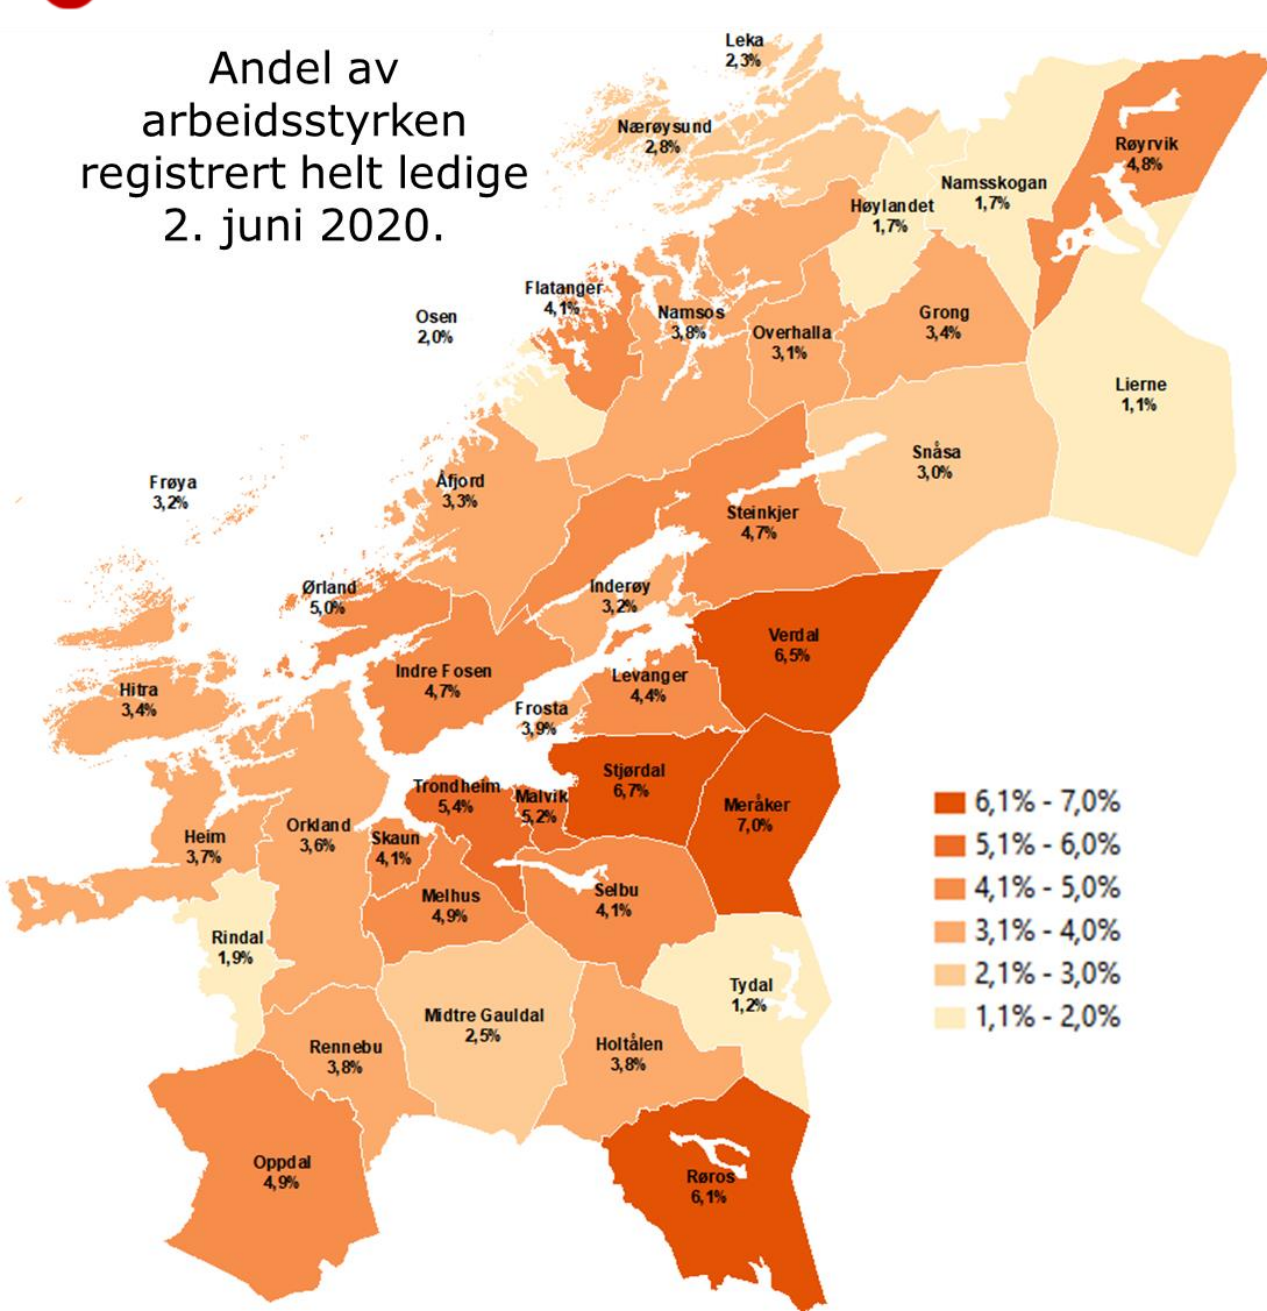 Andel av
arbeidsstyrken
registrert helt ledige
2. juni 2020.
Leka
2,3%
Nærøysund
2,8%
Røyrvik
4,8%
Namsskogan
1,7%
Høylandet
1,7%
Flatanger
4,1%
Osen
2,0%
Namsos
3,8%
Overhalla
3,1%
Grong
3,4%
Lierne
1,1%
Snåsa
3,0%
Frøya
3,2%
Åfjord
3,3%
Steinkjer
4,7%
Ørland
5,0%
Inderøy
3,2%
Verdal
6,5%
Indre Fosen
4,7%
Levanger
4,4%
Hitra
3,4%
Frosta
3,9%
Stjørdal
6,7%
Meråker
7,0%
Trondheim
5,4%
Malvik
5,2%
Heim
3,7%
Orkland
3,6%
Skaun
4,1%
Melhus
4,9%
Selbu
4,1%
Rindal
1,9%
Tydal
1,2%
Midtre Gauldal
2,5%
Rennebu
3,8%
Holtålen
3,8%
Oppdal
4,9%
Røros
6,1%
6,1% - 7,0%
5,1% - 6,0%
4,1% - 5,0%
3,1% - 4,0%
2,1% - 3,0%
1,1% - 2,0%